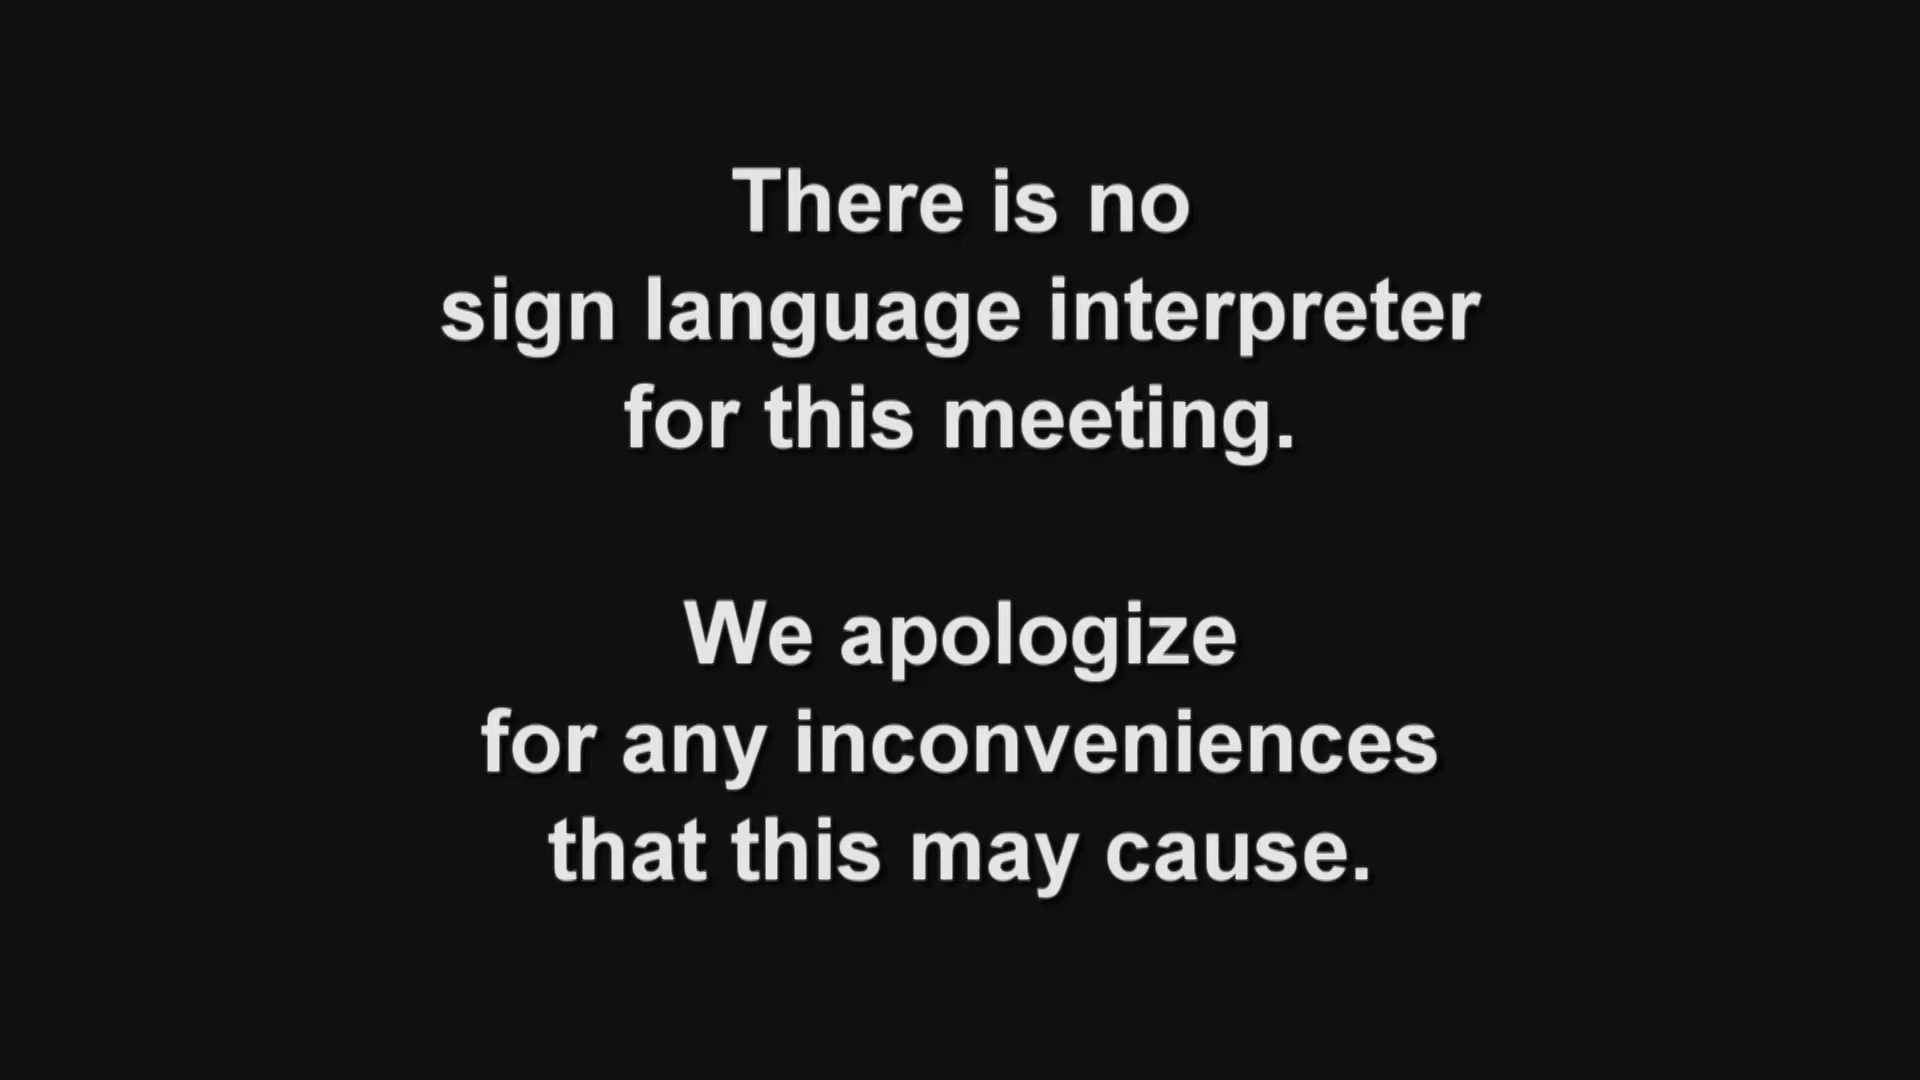 There is no
sign language interpreter
for this meeting.
We apologize
for any inconveniences
that this may cause.